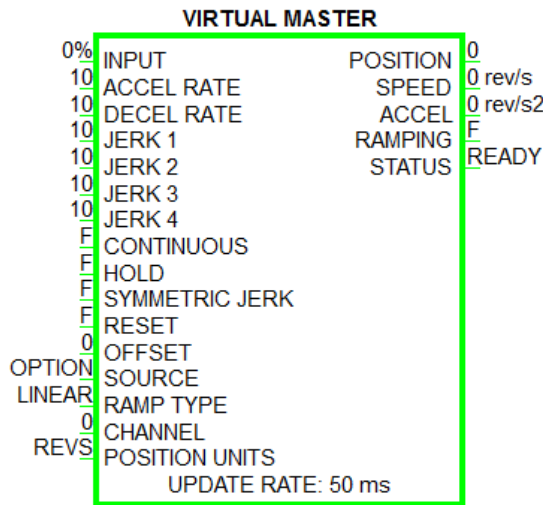 VIRTUAL MASTER
0% INPUT POSITION 0
10 ACCEL RATE SPEED 0 rev/s
10 DECEL RATE ACCEL 0 rev/s2
10 JERK 1 RAMPING F
10 JERK 2 STATUS READY
10 JERK 3
10 JERK 4
F CONTINUOUS
F HOLD
F SYMMETRIC JERK
F RESET
0 OFFSET
OPTION SOURCE
LINEAR RAMP TYPE
0 CHANNEL
REVS POSITION UNITS
UPDATE RATE: 50 ms